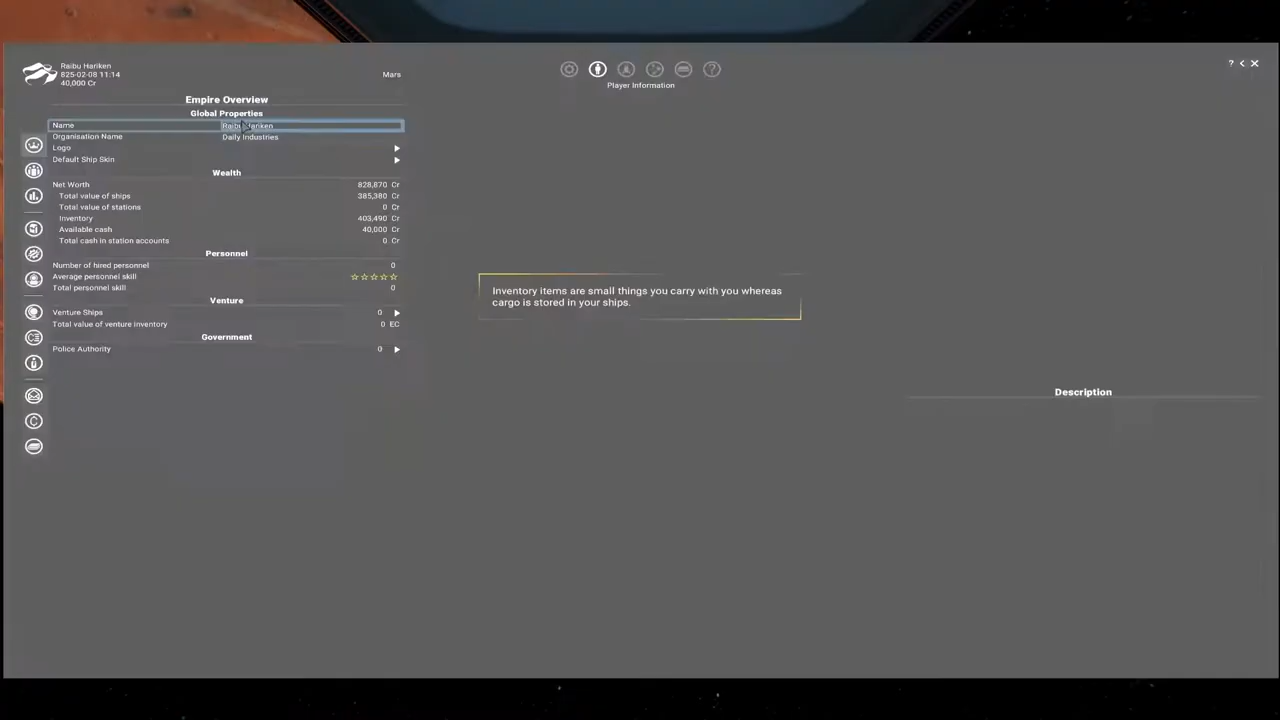 Raibu Hariken
825-02-08 11:14
40,000 Cr
Mara
Player Information
? < X
Empire Overview
Global Properties
Name Raibu Hariken
Organisation Name Daily Industries
Logo
Default Ship Skin
Wealth
Net Worth 828,870 Cr
Total value of ships 385,380 Cr
Total value of stations 0 Cr
Inventory 403,490 Cr
Available cash 40,000 Cr
Total cash in station accounts 0 Cr
Personnel
Number of hired personnel 0
Average personnel skill ☆☆☆☆☆
Total personnel skill 0
Venture
Venture Ships 0
Total value of venture inventory 0 EC
Government
Police Authority 0
Inventory items are small things you carry with you whereas
cargo is stored in your ships.
Description